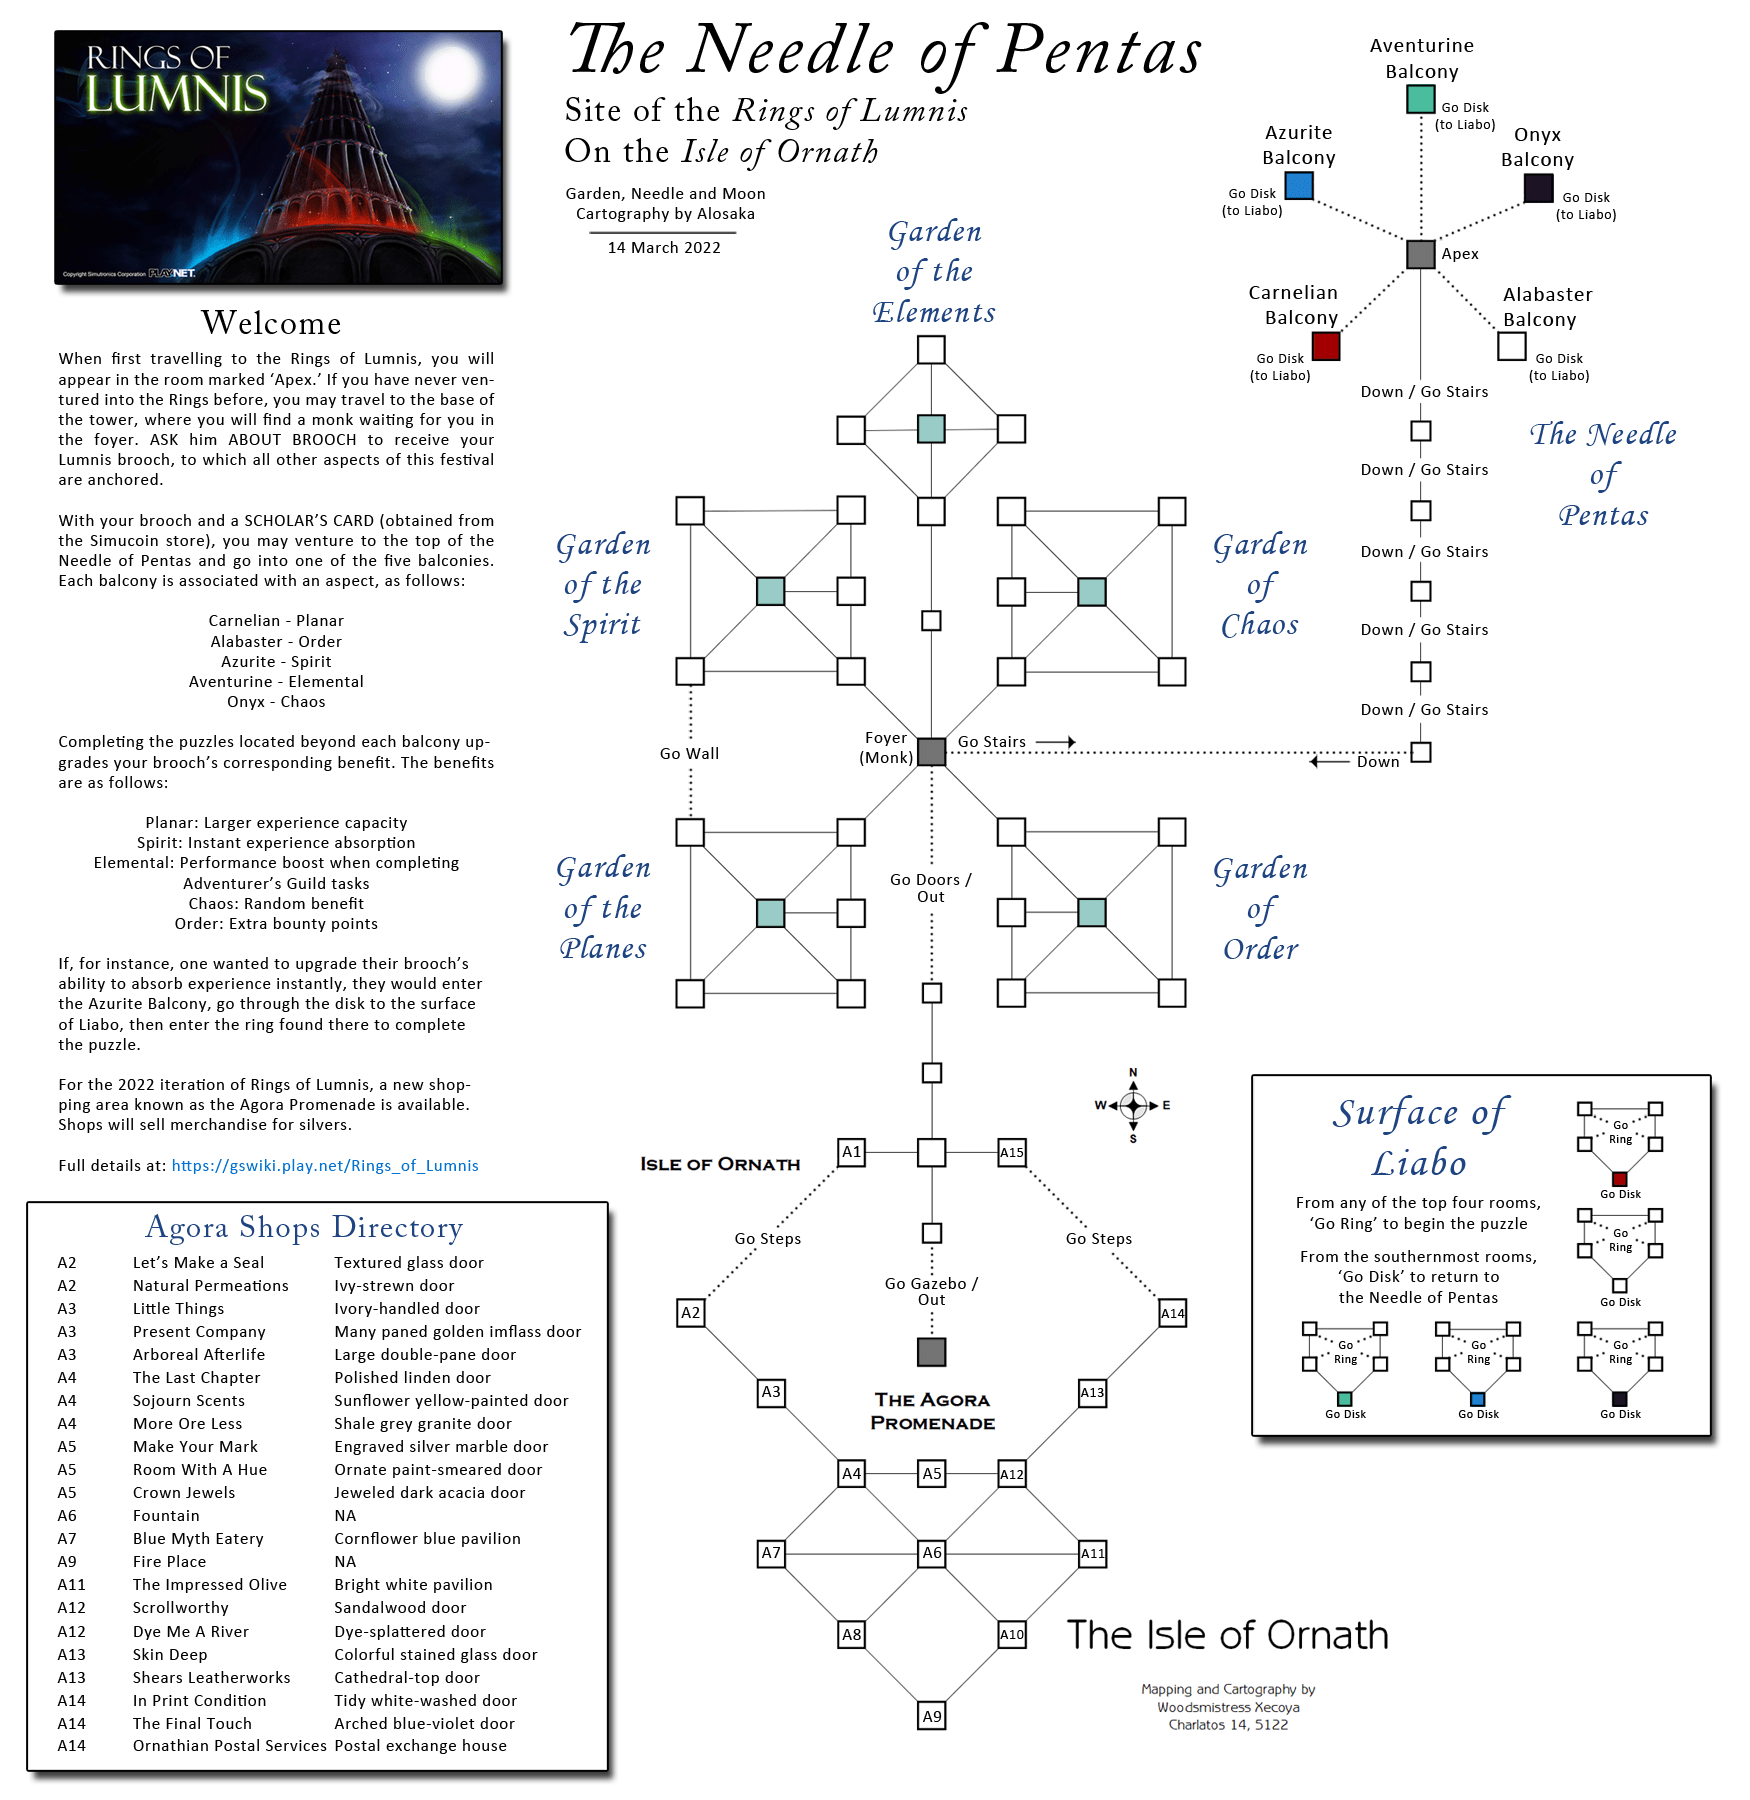 RINGS OF
LUMNIS
Copyright Simutronics Corporation PLAY.NET
The Needle of Pentas
Site of the Rings of Lumnis
On the Isle of Ornath
Garden, Needle and Moon
Cartography by Alosaka
14 March 2022
Welcome
When first travelling to the Rings of Lumnis, you will
appear in the room marked ‘Apex.’ If you have never ven-
tured into the Rings before, you may travel to the base of
the tower, where you will find a monk waiting for you in
the foyer. ASK him ABOUT BROOCH to receive your
Lumnis brooch, to which all other aspects of this festival
are anchored.
With your brooch and a SCHOLAR’S CARD (obtained from
the Simucoin store), you may venture to the top of the
Needle of Pentas and go into one of the five balconies.
Each balcony is associated with an aspect, as follows:
Carnelian - Planar
Alabaster - Order
Azurite - Spirit
Aventurine - Elemental
Onyx - Chaos
Completing the puzzles located beyond each balcony up-
grades your brooch’s corresponding benefit. The benefits
are as follows:
Planar: Larger experience capacity
Spirit: Instant experience absorption
Elemental: Performance boost when completing
Adventurer’s Guild tasks
Chaos: Random benefit
Order: Extra bounty points
If, for instance, one wanted to upgrade their brooch’s
ability to absorb experience instantly, they would enter
the Azurite Balcony, go through the disk to the surface
of Liabo, then enter the ring found there to complete
the puzzle.
For the 2022 iteration of Rings of Lumnis, a new shop-
ping area known as the Agora Promenade is available.
Shops will sell merchandise for silvers.
Full details at: https://gswiki.play.net/Rings_of_Lumnis
Agora Shops Directory
A2 Let’s Make a Seal Textured glass door
A2 Natural Permeations Ivy-strewn door
A3 Little Things Ivory-handled door
A3 Present Company Many paned golden imflass door
A3 Arboreal Afterlife Large double-pane door
A4 The Last Chapter Polished linden door
A4 Sojourn Scents Sunflower yellow-painted door
A4 More Ore Less Shale grey granite door
A5 Make Your Mark Engraved silver marble door
A5 Room With A Hue Ornate paint-smeared door
A5 Crown Jewels Jeweled dark acacia door
A6 Fountain NA
A7 Blue Myth Eatery Cornflower blue pavilion
A9 Fire Place NA
A11 The Impressed Olive Bright white pavilion
A12 Scrollworthy Sandalwood door
A12 Dye Me A River Dye-splattered door
A13 Skin Deep Colorful stained glass door
A13 Shears Leatherworks Cathedral-top door
A14 In Print Condition Tidy white-washed door
A14 The Final Touch Arched blue-violet door
A14 Ornathian Postal Services Postal exchange house
Garden
of the
Elements
Garden
of the
Spirit
Garden
of
Chaos
Foyer
(Monk)
Go Stairs
Down
Go Wall
Garden
of the
Planes
Go Doors /
Out
Garden
of
Order
Aventurine
Balcony
Go Disk
(to Liabo)
Azurite
Balcony
Go Disk
(to Liabo)
Onyx
Balcony
Go Disk
(to Liabo)
Apex
Carnelian
Balcony
Go Disk
(to Liabo)
Alabaster
Balcony
Go Disk
(to Liabo)
Down / Go Stairs
Down / Go Stairs
Down / Go Stairs
Down / Go Stairs
Down / Go Stairs
The Needle
of
Pentas
N
W E
S
Isle of Ornath
A1
A15
Go Steps
Go Steps
Go Gazebo /
Out
A2
A14
A3
A13
The Agora
Promenade
A4
A5
A12
A7
A6
A11
A8
A10
A9
Surface of
Liabo
From any of the top four rooms,
‘Go Ring’ to begin the puzzle
From the southernmost rooms,
‘Go Disk’ to return to
the Needle of Pentas
Go
Ring
Go Disk
Go
Ring
Go Disk
Go
Ring
Go Disk
Go
Ring
Go Disk
Go
Ring
Go Disk
The Isle of Ornath
Mapping and Cartography by
Woodsmistress Xecoya
Charlatos 14, 5122